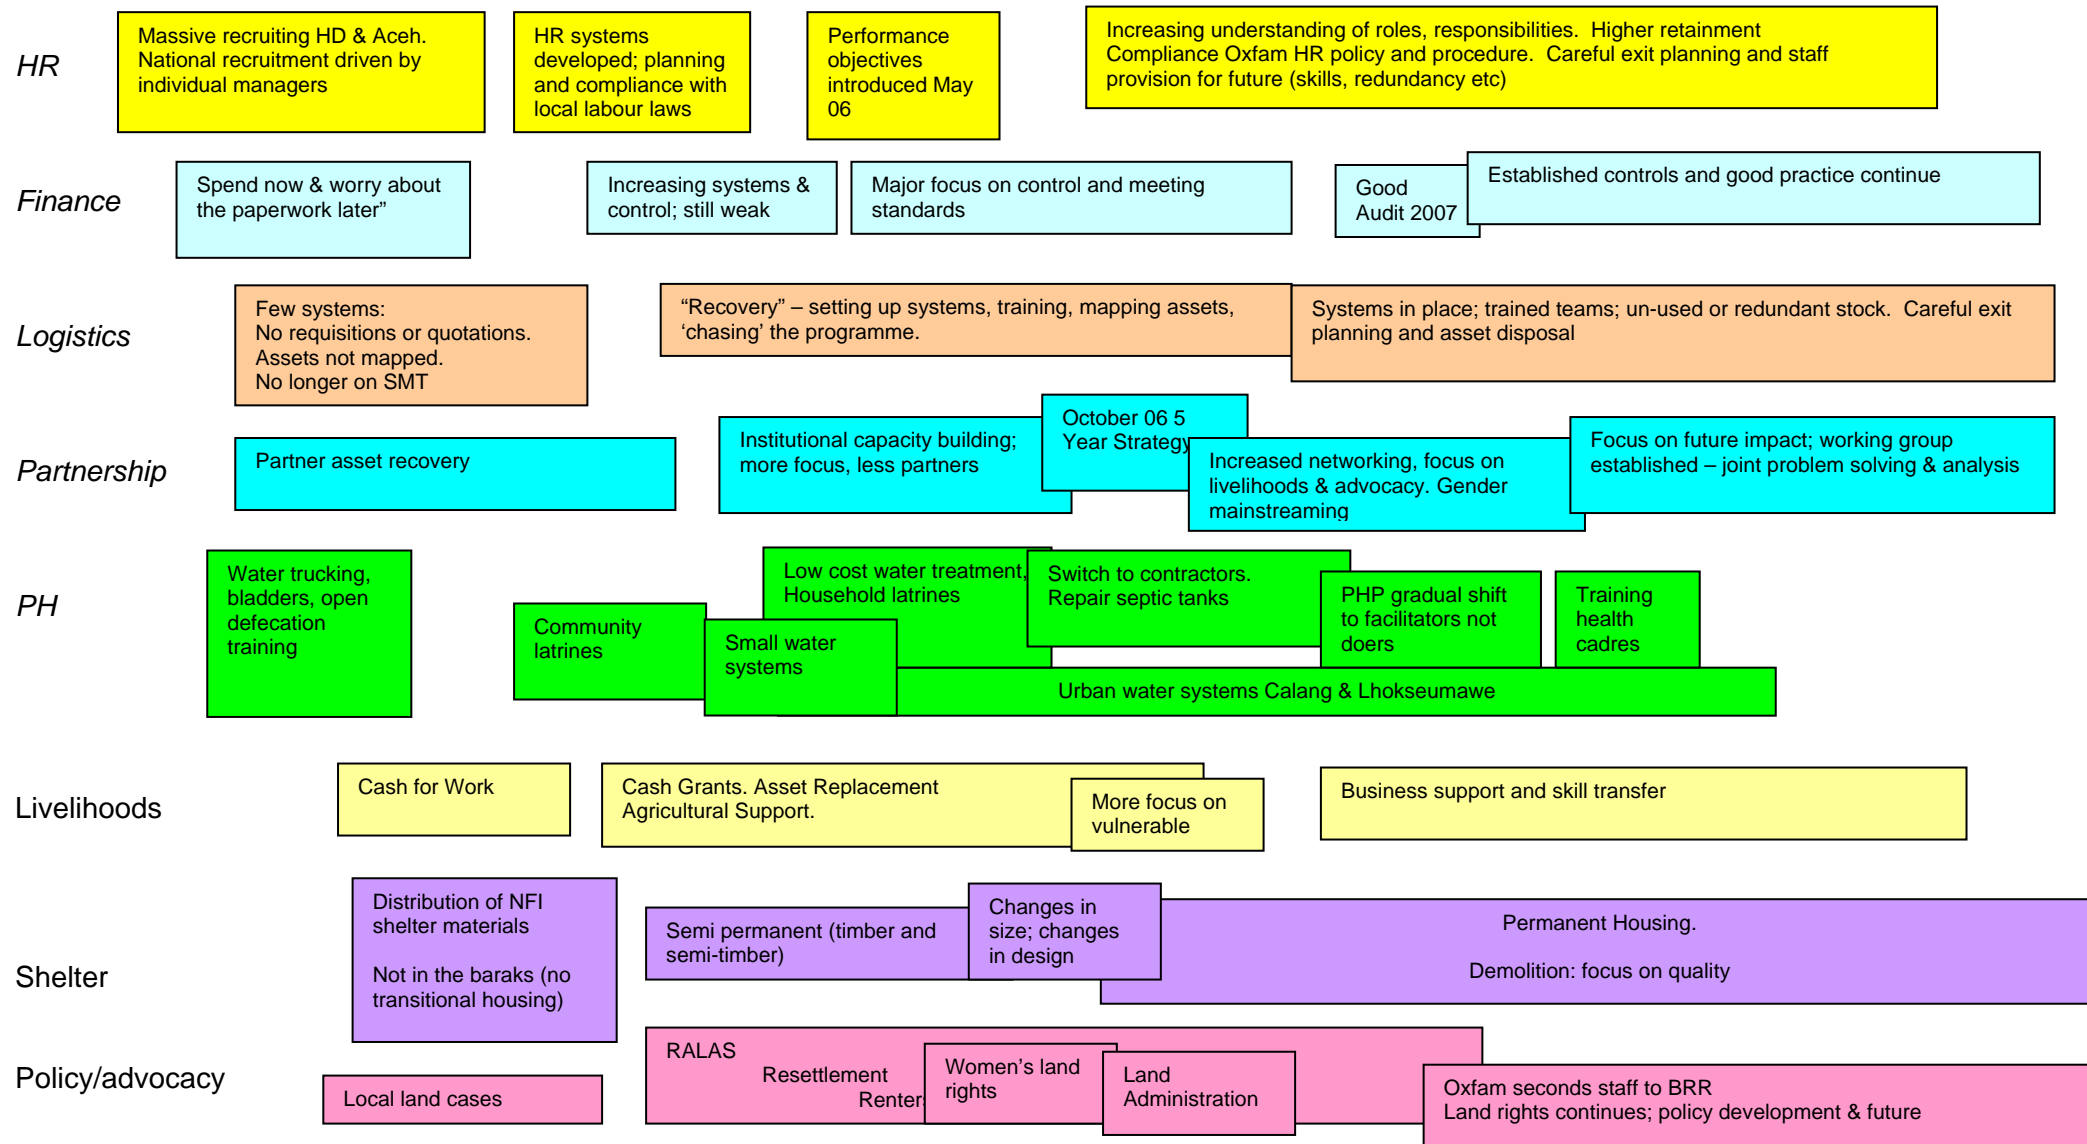 HR
Massive recruiting HD & Aceh.
National recruitment driven by
individual managers
HR systems
developed; planning
and compliance with
local labour laws
Performance
objectives
introduced May
06
Increasing understanding of roles, responsibilities.  Higher retainment
Compliance Oxfam HR policy and procedure.  Careful exit planning and staff
provision for future (skills, redundancy etc)
Finance
Spend now & worry about
the paperwork later”
Increasing systems &
control; still weak
Major focus on control and meeting
standards
Good
Audit 2007
Established controls and good practice continue
Logistics
Few systems:
No requisitions or quotations.
Assets not mapped.
No longer on SMT
“Recovery” – setting up systems, training, mapping assets,
‘chasing’ the programme.
Systems in place; trained teams; un-used or redundant stock.  Careful exit
planning and asset disposal
Partnership
Partner asset recovery
Institutional capacity building;
more focus, less partners
October 06 5
Year Strategy
Increased networking, focus on
livelihoods & advocacy. Gender
mainstreaming
Focus on future impact; working group
established – joint problem solving & analysis
PH
Water trucking,
bladders, open
defecation
training
Community
latrines
Small water
systems
Low cost water treatment,
Household latrines
Switch to contractors.
Repair septic tanks
PHP gradual shift
to facilitators not
doers
Training
health
cadres
Urban water systems Calang & Lhokseumawe
Livelihoods
Cash for Work
Cash Grants. Asset Replacement
Agricultural Support.
More focus on
vulnerable
Business support and skill transfer
Shelter
Distribution of NFI
shelter materials
Not in the baraks (no
transitional housing)
Semi permanent (timber and
semi-timber)
Changes in
size; changes
in design
Permanent Housing.
Demolition: focus on quality
Policy/advocacy
Local land cases
RALAS
Resettlement
Renters
Women’s land
rights
Land
Administration
Oxfam seconds staff to BRR
Land rights continues; policy development & future